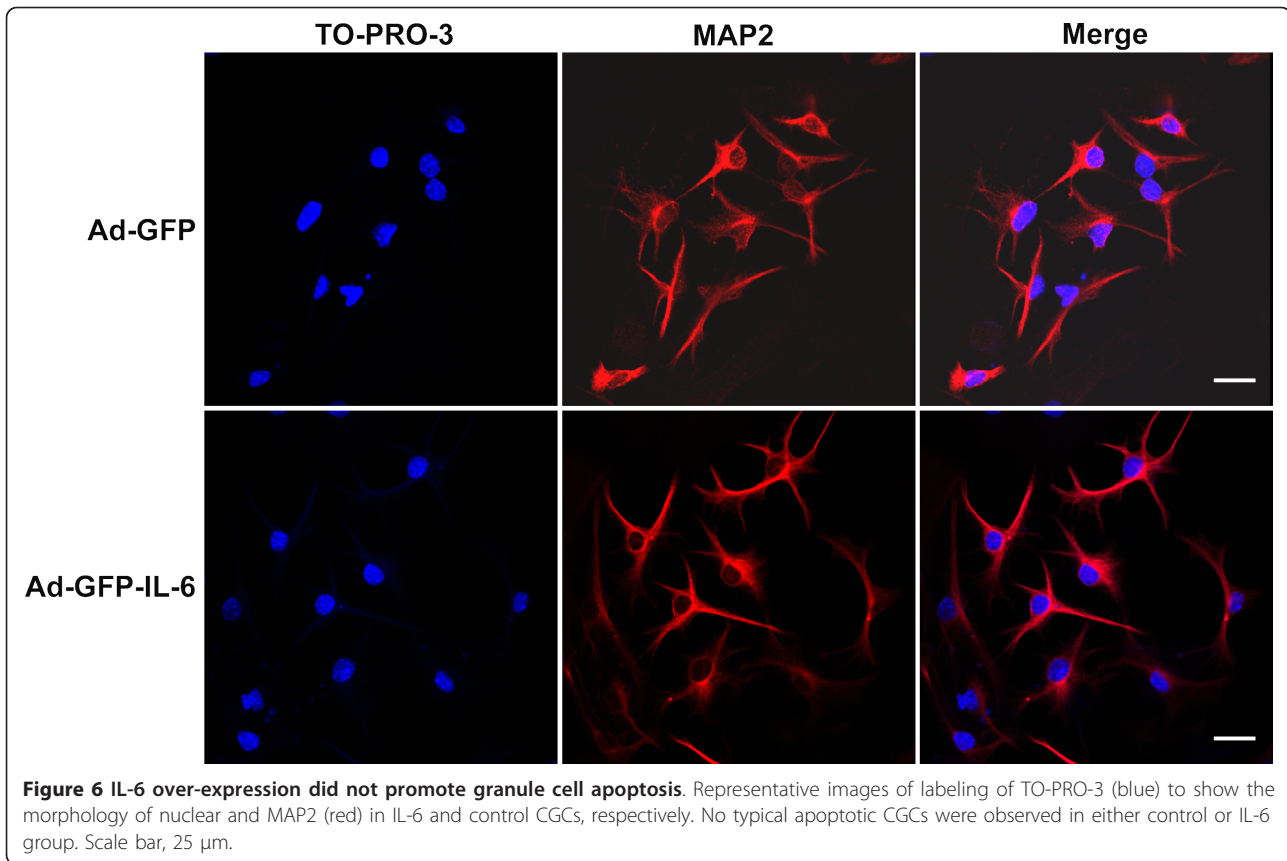 TO-PRO-3 MAP2 Merge
Ad-GFP
Ad-GFP-IL-6
Figure 6 IL-6 over-expression did not promote granule cell apoptosis. Representative images of labeling of TO-PRO-3 (blue) to show the
morphology of nuclear and MAP2 (red) in IL-6 and control CGCs, respectively. No typical apoptotic CGCs were observed in either control or IL-6
group. Scale bar, 25 μm.